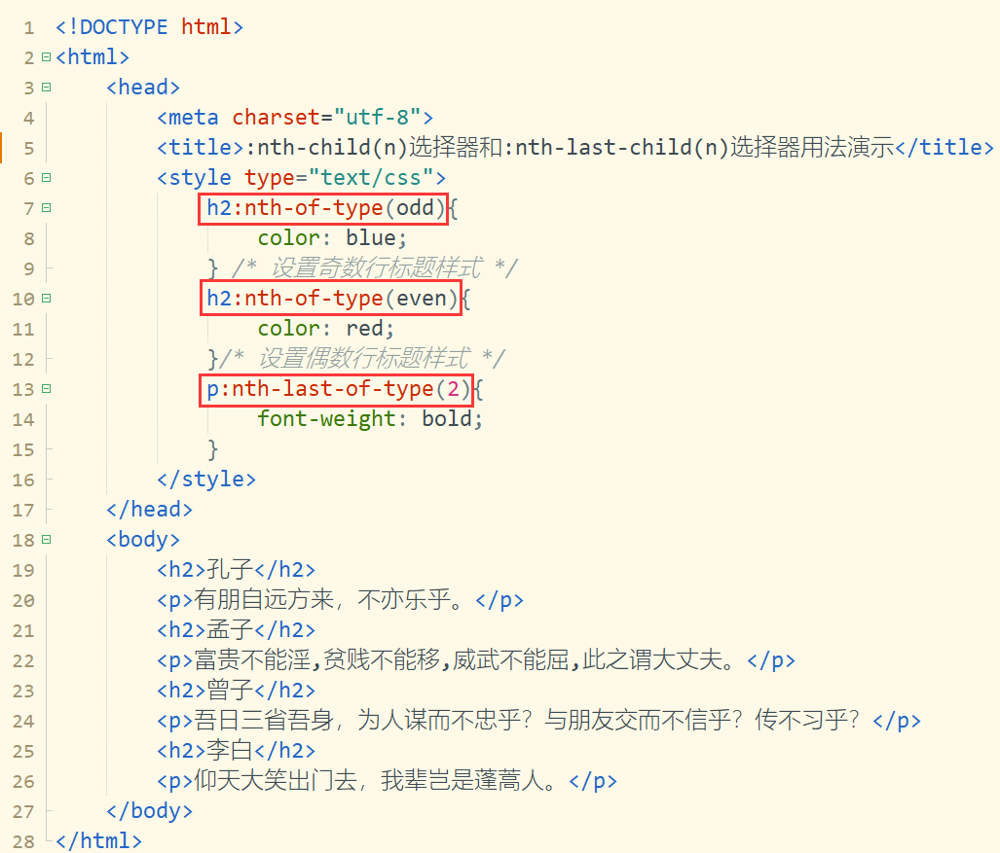 1 <!DOCTYPE html>
2 <html>
3 <head>
4 <meta charset="utf-8">
5 <title>:nth-child(n)选择器和:nth-last-child(n)选择器用法演示</title>
6 <style type="text/css">
7 h2:nth-of-type(odd){
8 color: blue;
9 } /* 设置奇数行标题样式 */
10 h2:nth-of-type(even){
11 color: red;
12 }/* 设置偶数行标题样式 */
13 p:nth-last-of-type(2){
14 font-weight: bold;
15 }
16 </style>
17 </head>
18 <body>
19 <h2>孔子</h2>
20 <p>有朋自远方来，不亦乐乎。</p>
21 <h2>孟子</h2>
22 <p>富贵不能淫,贫贱不能移,威武不能屈,此之谓大丈夫。</p>
23 <h2>曾子</h2>
24 <p>吾日三省吾身，为人谋而不忠乎？与朋友交而不信乎？传不习乎？</p>
25 <h2>李白</h2>
26 <p>仰天大笑出门去，我辈岂是蓬蒿人。</p>
27 </body>
28 </html>